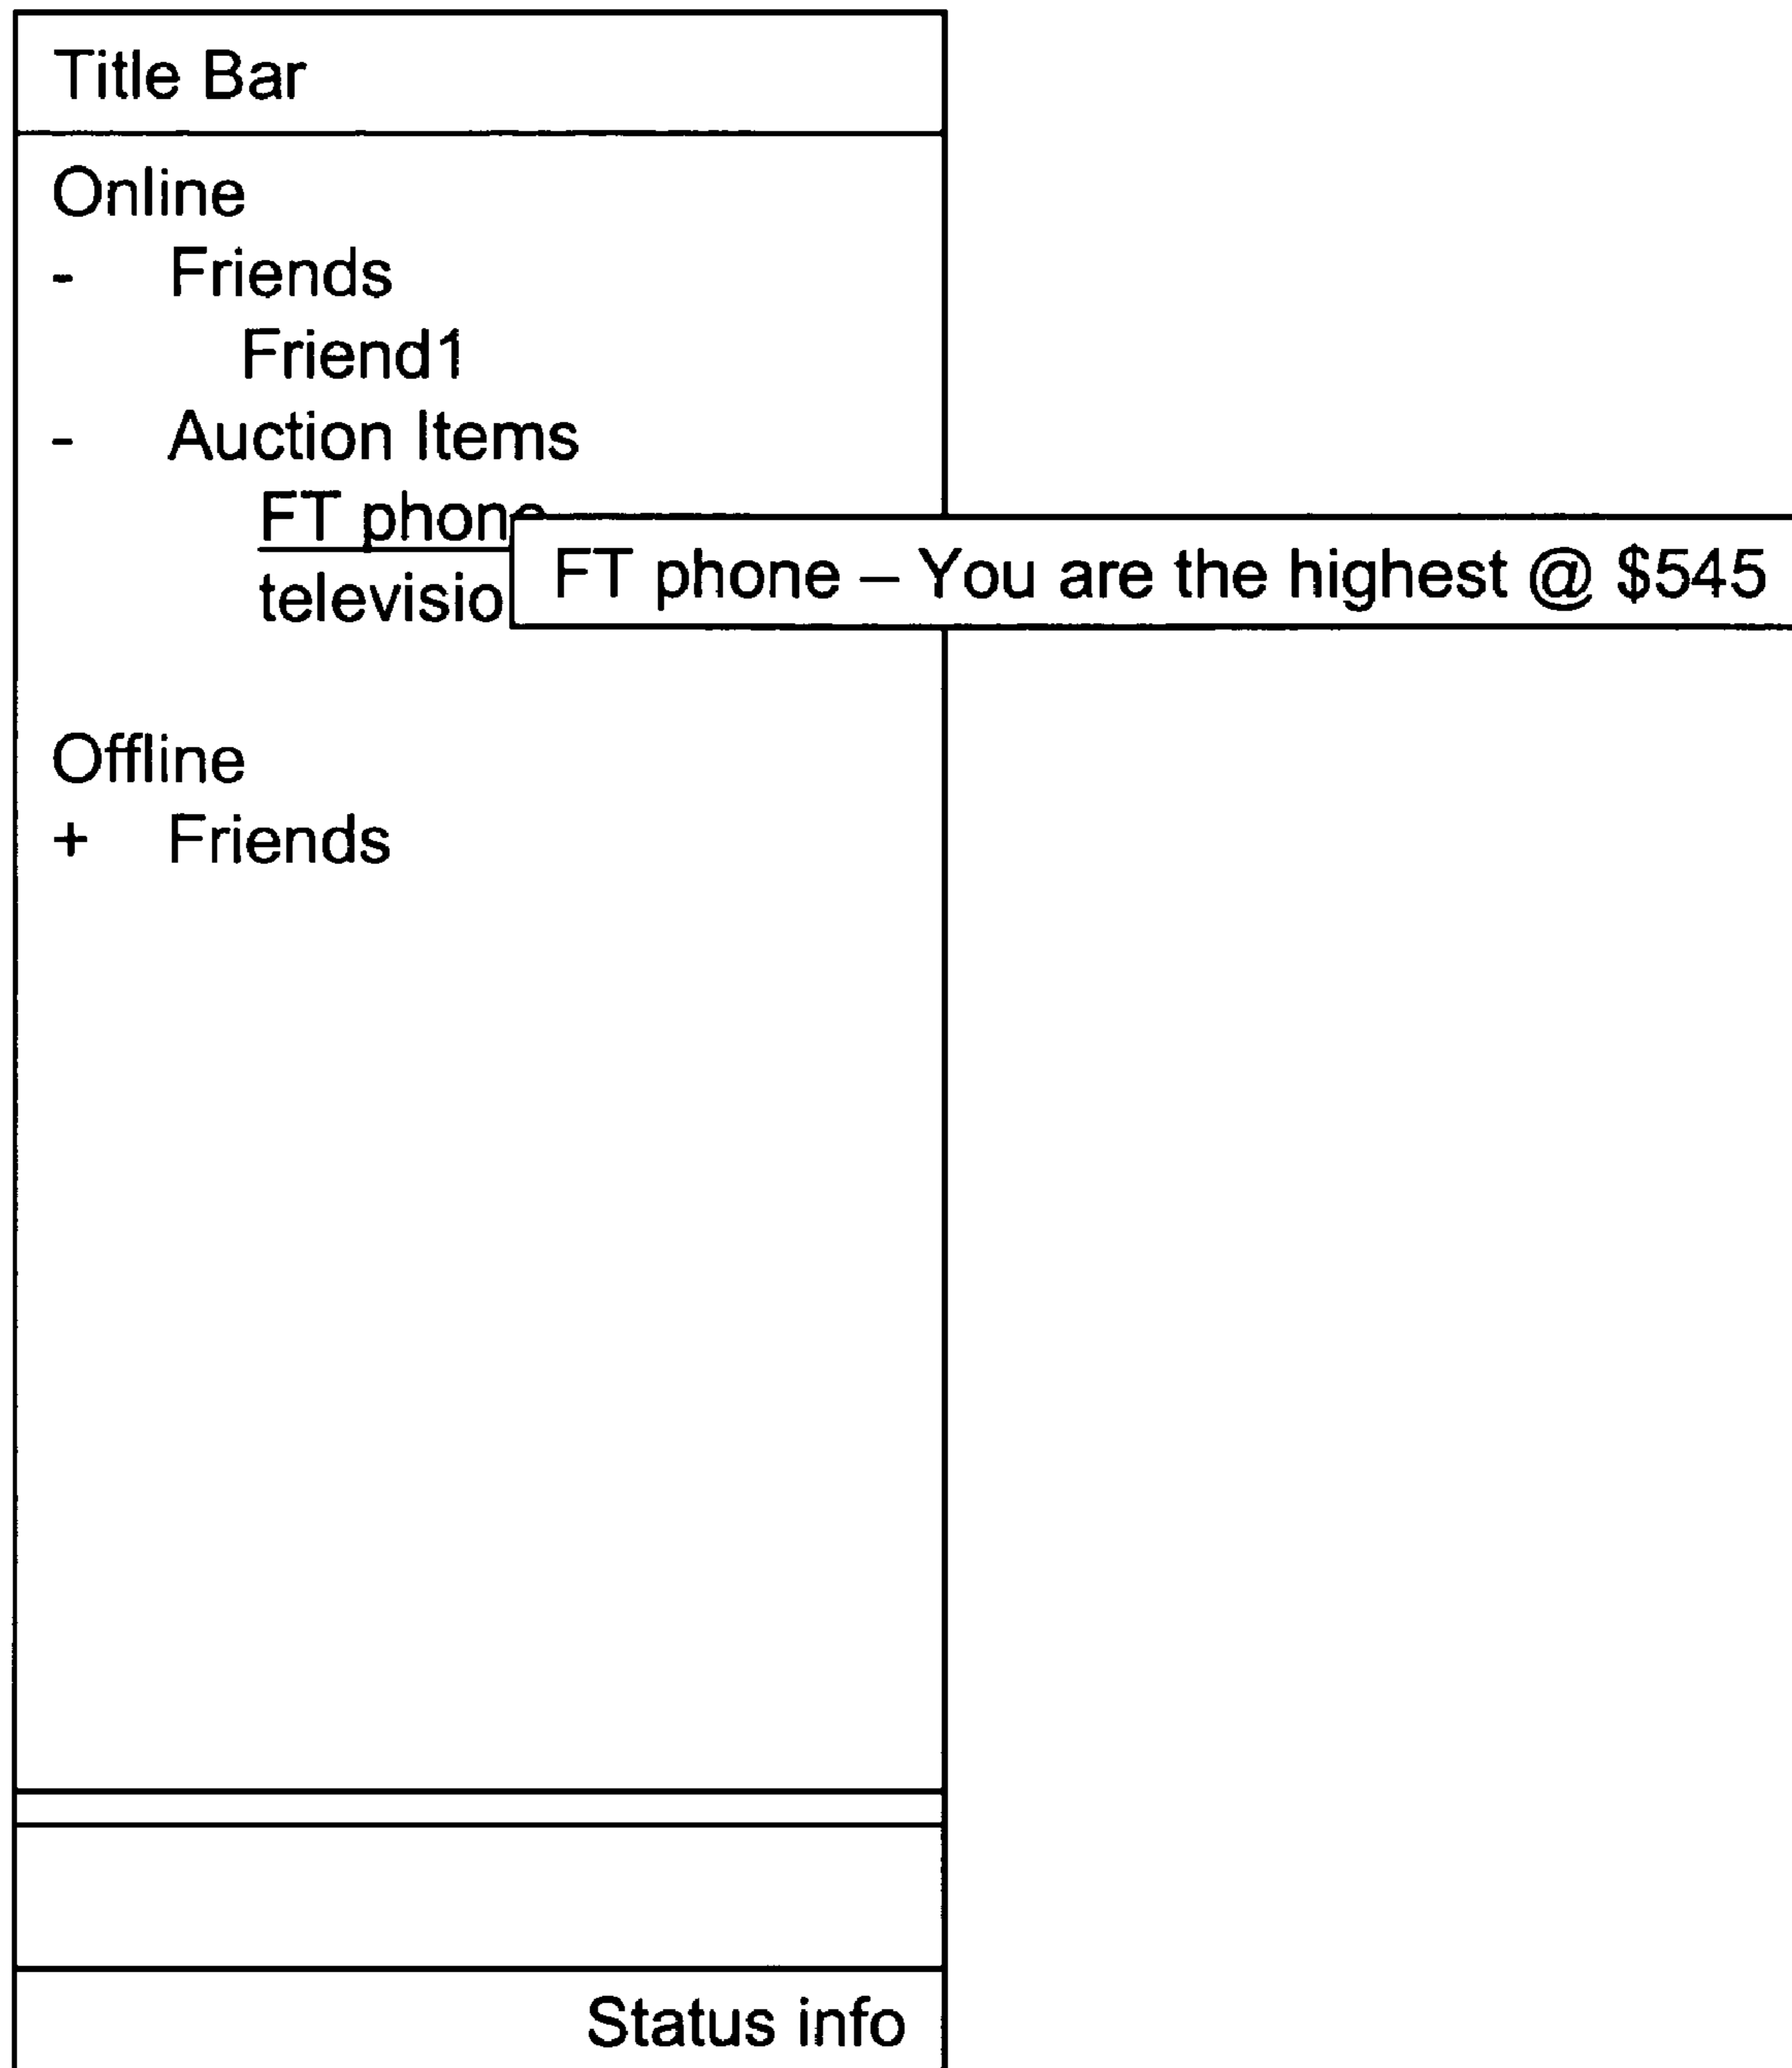 Title Bar
Online
- Friends
Friend1
- Auction Items
FT phone
televisio
FT phone – You are the highest @ $545
Offline
+ Friends
Status info